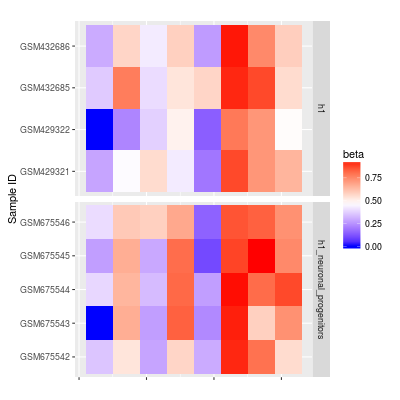 Sample ID
GSM432686
GSM432685
GSM429322
GSM429321
h1
GSM675546
GSM675545
GSM675544
GSM675543
GSM675542
h1_neuronal_progenitors
beta
0.75
0.50
0.25
0.00